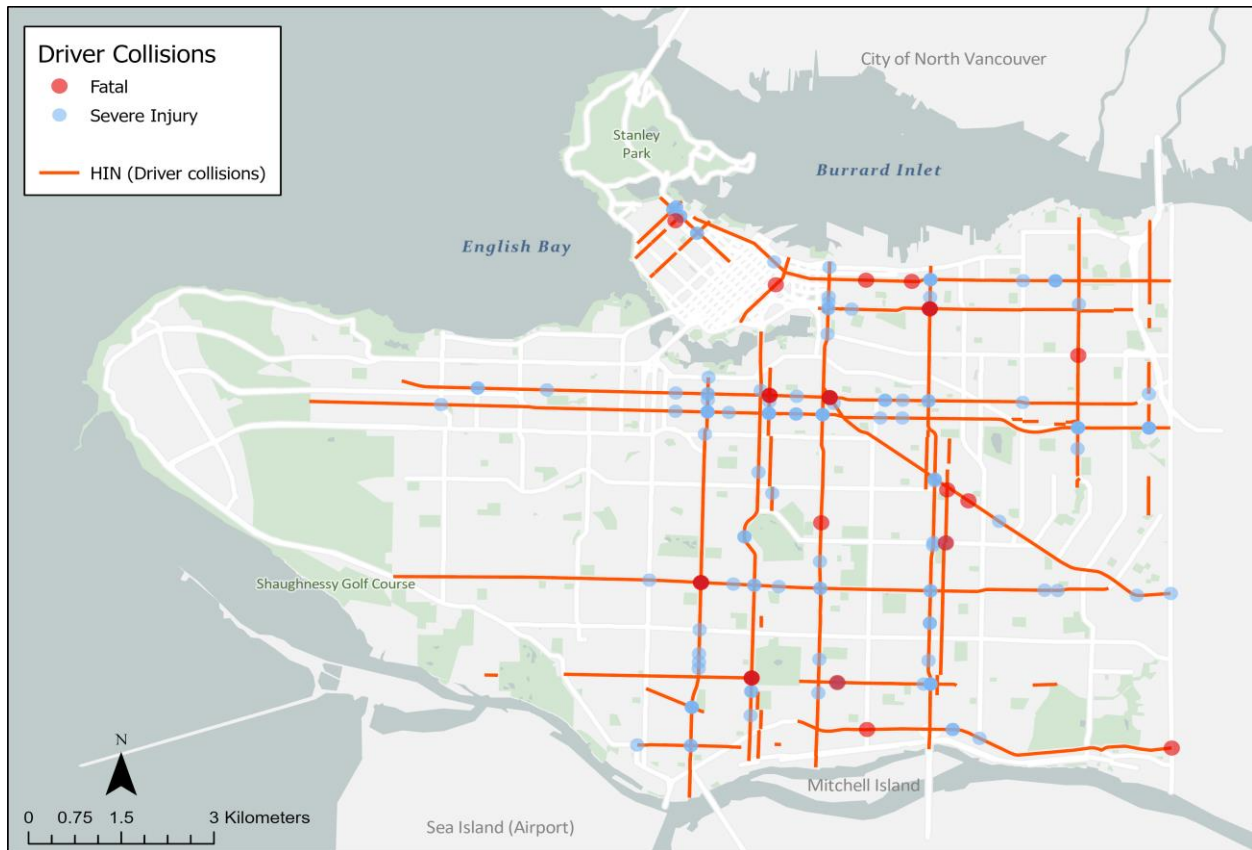 Driver Collisions
Fatal
Severe Injury
HIN (Driver collisions)
City of North Vancouver
Stanley
Park
Burrard Inlet
English Bay
Shaughnessy Golf Course
N
0 0.75 1.5 3 Kilometers
Mitchell Island
Sea Island (Airport)